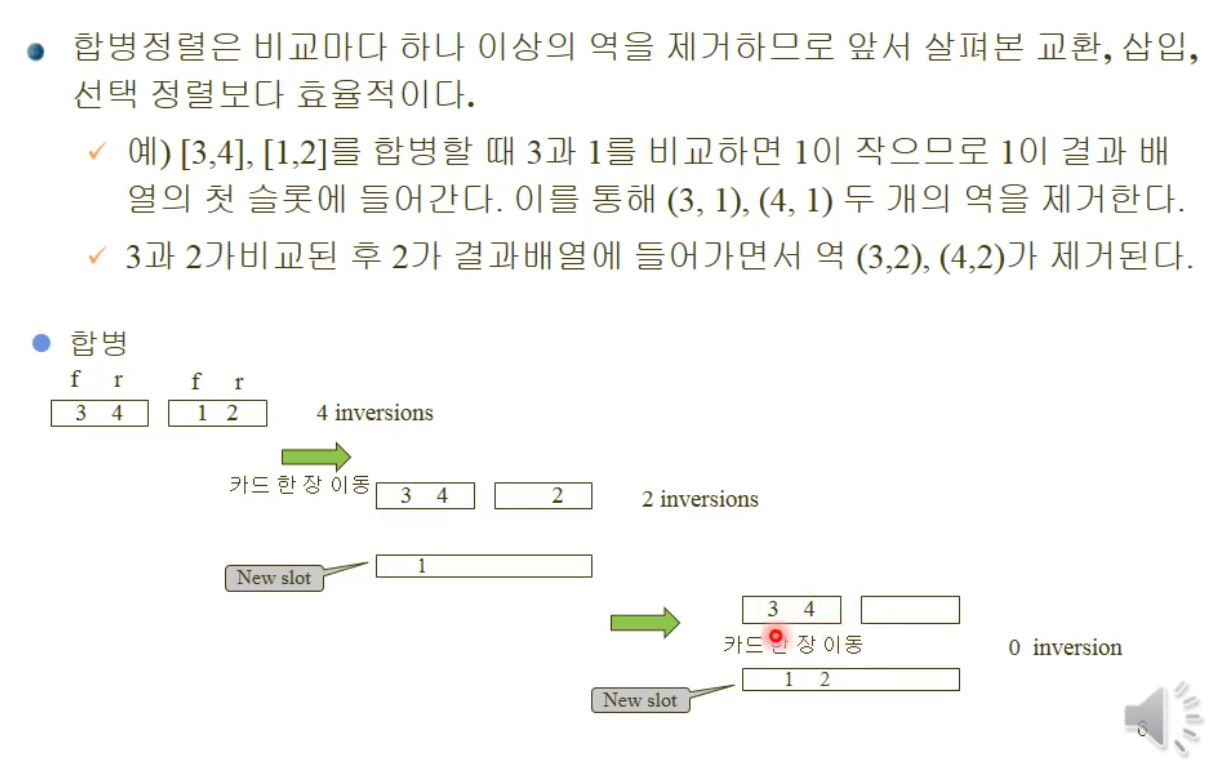 합병정렬은 비교마다 하나 이상의 역을 제거하므로 앞서 살펴본 교환, 삽입,
선택 정렬보다 효율적이다.
예) [3,4], [1,2]를 합병할 때 3과 1를 비교하면 1이 작으므로 1이 결과 배
열의 첫 슬롯에 들어간다. 이를 통해 (3, 1), (4, 1) 두 개의 역을 제거한다.
3과 2가비교된 후 2가 결과배열에 들어가면서 역 (3,2), (4,2)가 제거된다.
합병
f r f r
3 4 1 2 4 inversions
카드 한 장 이동
3 4 2 2 inversions
New slot
1
3 4
카드 한 장 이동
0 inversion
1 2
New slot
6